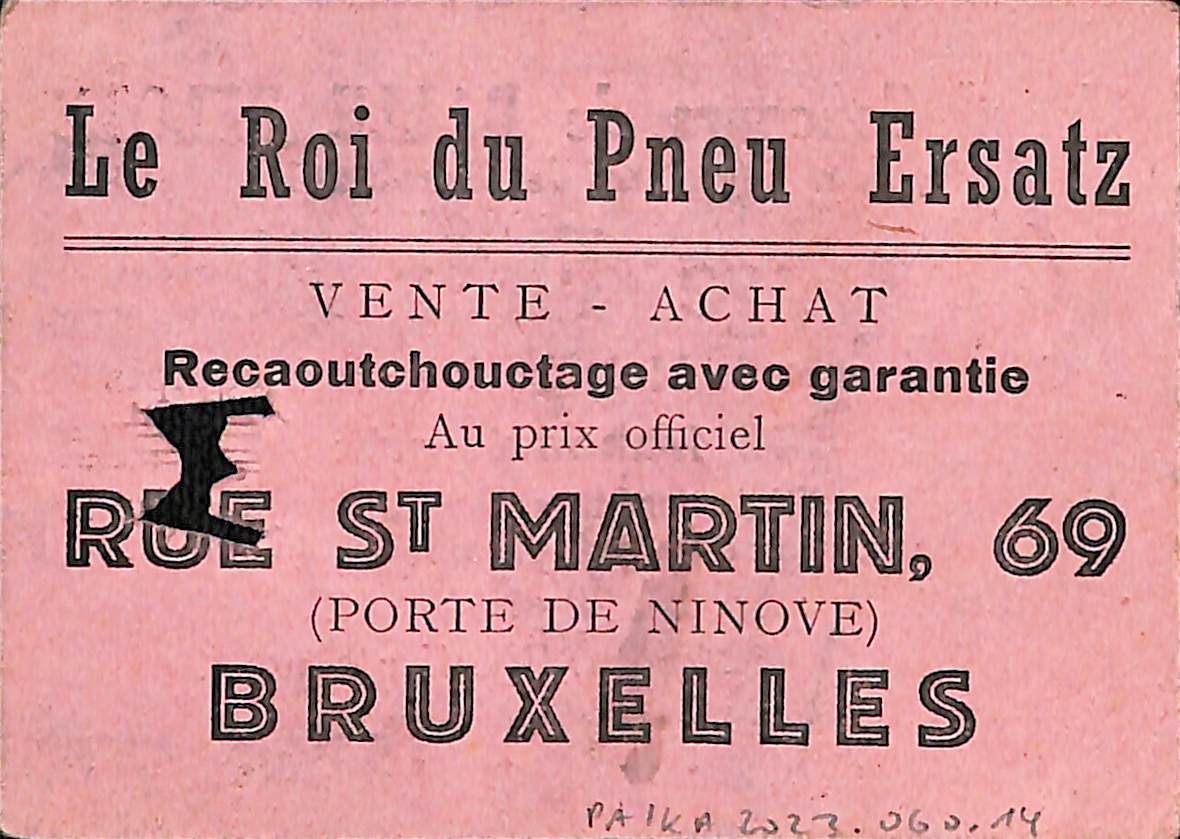 Le Roi du Pneu Ersatz
VENTE - ACHAT
Recaoutchouctage avec garantie
Au prix officiel
RUE ST MARTIN, 69
(PORTE DE NINOVE)
BRUXELLES
PAIKA 2023.060.14